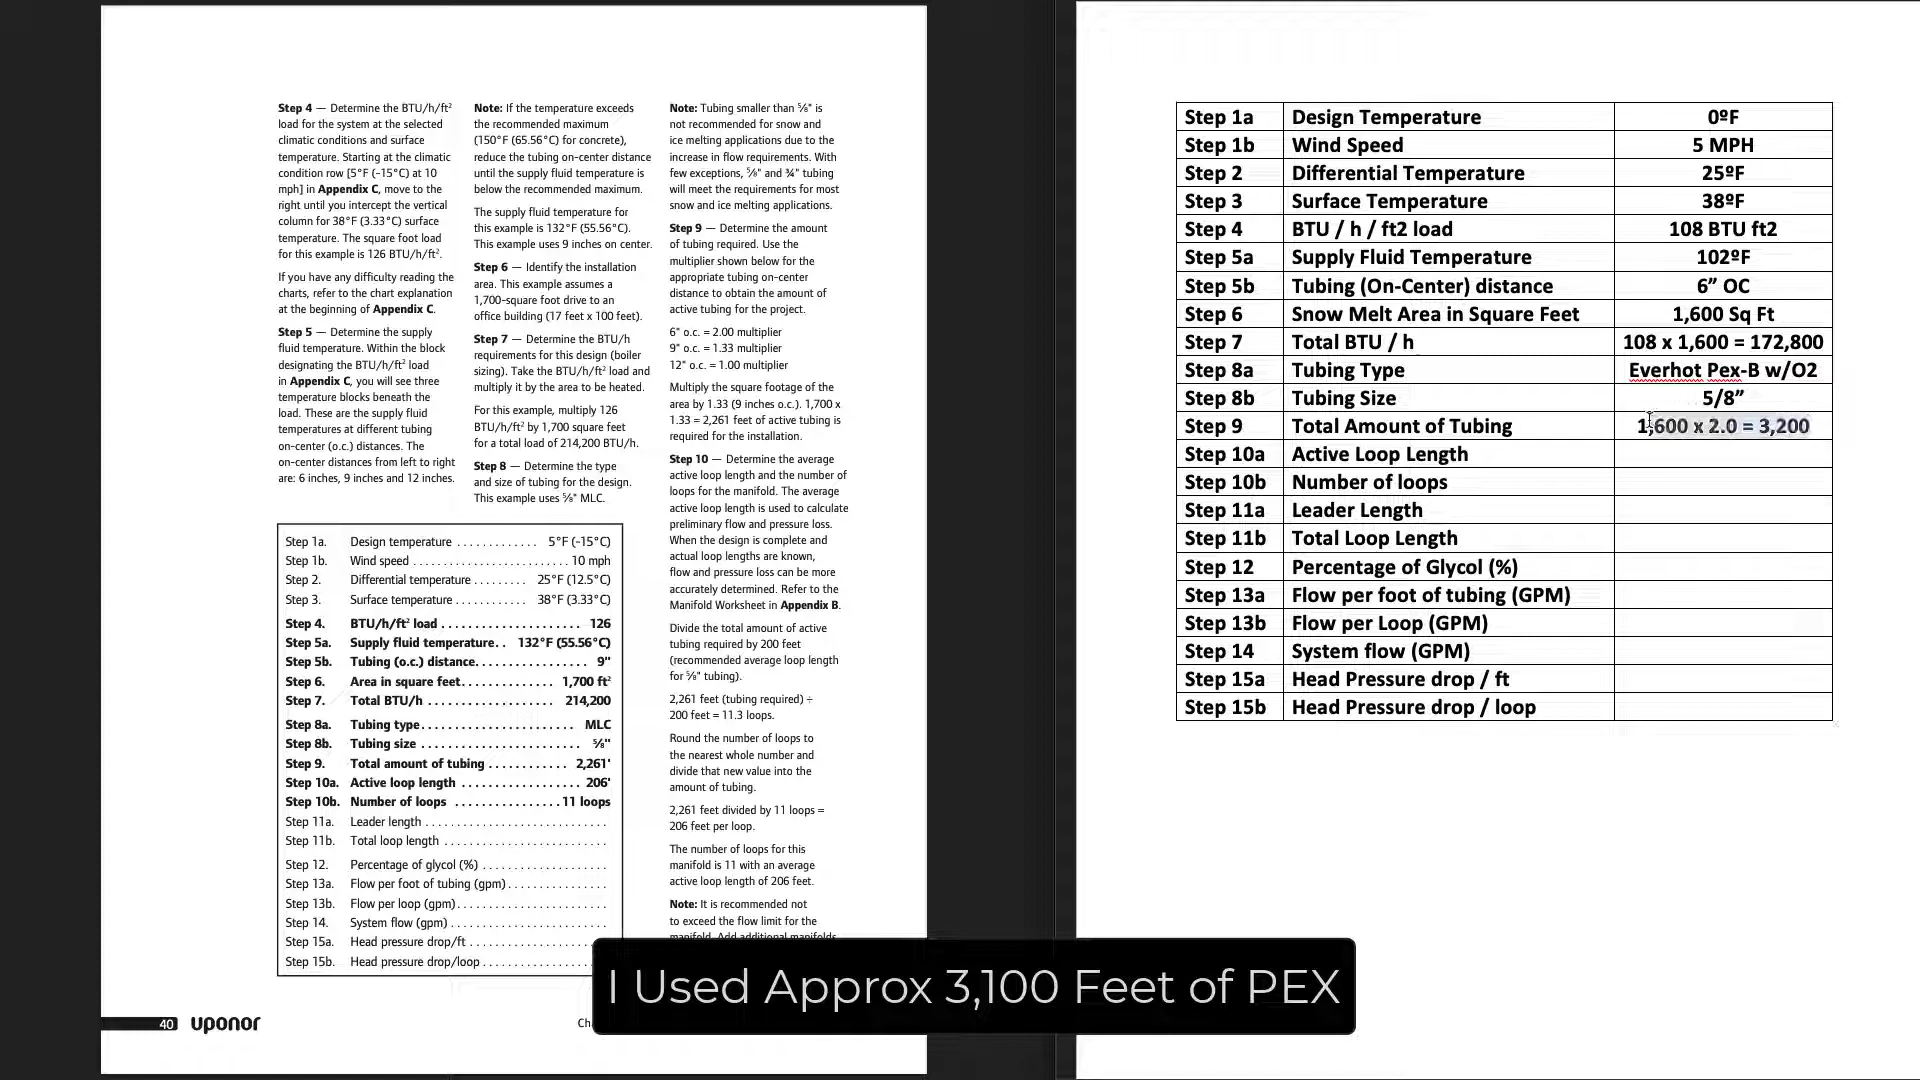 Step 4 — Determine the BTU/h/ft²
load for the system at the selected
climatic conditions and surface
temperature. Starting at the climatic
condition row [5°F (-15°C) at 10
mph] in Appendix C, move to the
right until you intercept the vertical
column for 38°F (3.33°C) surface
temperature. The square foot load
for this example is 126 BTU/h/ft².
If you have any difficulty reading the
charts, refer to the chart explanation
at the beginning of Appendix C.
Step 5 — Determine the supply
fluid temperature. Within the block
designating the BTU/h/ft² load
in Appendix C, you will see three
temperature blocks beneath the
load. These are the supply fluid
temperatures at different tubing
on-center (o.c.) distances. The
on-center distances from left to right
are: 6 inches, 9 inches and 12 inches.
Note: If the temperature exceeds
the recommended maximum
(150°F (65.56°C) for concrete),
reduce the tubing on-center distance
until the supply fluid temperature is
below the recommended maximum.
The supply fluid temperature for
this example is 132°F (55.56°C).
This example uses 9 inches on center.
Step 6 — Identify the installation
area. This example assumes a
1,700-square foot drive to an
office building (17 feet x 100 feet).
Step 7 — Determine the BTU/h
requirements for this design (boiler
sizing). Take the BTU/h/ft² load and
multiply it by the area to be heated.
For this example, multiply 126
BTU/h/ft² by 1,700 square feet
for a total load of 214,200 BTU/h.
Step 8 — Determine the type
and size of tubing for the design.
This example uses ⅝" MLC.
Note: Tubing smaller than ⅝" is
not recommended for snow and
ice melting applications due to the
increase in flow requirements. With
few exceptions, ⅝" and ¾" tubing
will meet the requirements for most
snow and ice melting applications.
Step 9 — Determine the amount
of tubing required. Use the
multiplier shown below for the
appropriate tubing on-center
distance to obtain the amount of
active tubing for the project.
6" o.c. = 2.00 multiplier
9" o.c. = 1.33 multiplier
12" o.c. = 1.00 multiplier
Multiply the square footage of the
area by 1.33 (9 inches o.c.). 1,700 x
1.33 = 2,261 feet of active tubing is
required for the installation.
Step 10 — Determine the average
active loop length and the number of
loops for the manifold. The average
active loop length is used to calculate
preliminary flow and pressure loss.
When the design is complete and
actual loop lengths are known,
flow and pressure loss can be more
accurately determined. Refer to the
Manifold Worksheet in Appendix B.
Divide the total amount of active
tubing required by 200 feet
(recommended average loop length
for ⅝" tubing).
2,261 feet (tubing required) ÷
200 feet = 11.3 loops.
Round the number of loops to
the nearest whole number and
divide that new value into the
amount of tubing.
2,261 feet divided by 11 loops =
206 feet per loop.
The number of loops for this
manifold is 11 with an average
active loop length of 206 feet.
Note: It is recommended not
to exceed the flow limit for the
manifold. Add additional manifolds
Step 1a. Design temperature . . . . . . . . . . . . . 5°F (-15°C)
Step 1b. Wind speed . . . . . . . . . . . . . . . . . . . . . . . . . 10 mph
Step 2. Differential temperature . . . . . . . . . 25°F (12.5°C)
Step 3. Surface temperature . . . . . . . . . . . . 38°F (3.33°C)
Step 4. BTU/h/ft² load . . . . . . . . . . . . . . . . . . . . . 126
Step 5a. Supply fluid temperature. . . 132°F (55.56°C)
Step 5b. Tubing (o.c.) distance. . . . . . . . . . . . . . . . . 9"
Step 6. Area in square feet. . . . . . . . . . . . . . 1,700 ft²
Step 7. Total BTU/h . . . . . . . . . . . . . . . . . . . 214,200
Step 8a. Tubing type. . . . . . . . . . . . . . . . . . . . . . . MLC
Step 8b. Tubing size . . . . . . . . . . . . . . . . . . . . . . . . ⅝"
Step 9. Total amount of tubing . . . . . . . . . . . . 2,261'
Step 10a. Active loop length . . . . . . . . . . . . . . . . . . 206'
Step 10b. Number of loops . . . . . . . . . . . . . . . . . 11 loops
Step 11a. Leader length . . . . . . . . . . . . . . . . . . . . . . . . . . . .
Step 11b. Total loop length . . . . . . . . . . . . . . . . . . . . . . . . . .
Step 12. Percentage of glycol (%) . . . . . . . . . . . . . . . . . . . .
Step 13a. Flow per foot of tubing (gpm) . . . . . . . . . . . . . . . .
Step 13b. Flow per loop (gpm). . . . . . . . . . . . . . . . . . . . . . . .
Step 14. System flow (gpm) . . . . . . . . . . . . . . . . . . . . . . . . .
Step 15a. Head pressure drop/ft . . . . . . . . . . . . . . . . . . .
Step 15b. Head pressure drop/loop . . . . . . . . . . . . . . . . . .
40 uponor
Step 1a Design Temperature 0ºF
Step 1b Wind Speed 5 MPH
Step 2 Differential Temperature 25ºF
Step 3 Surface Temperature 38ºF
Step 4 BTU / h / ft2 load 108 BTU ft2
Step 5a Supply Fluid Temperature 102ºF
Step 5b Tubing (On-Center) distance 6” OC
Step 6 Snow Melt Area in Square Feet 1,600 Sq Ft
Step 7 Total BTU / h 108 x 1,600 = 172,800
Step 8a Tubing Type Everhot Pex-B w/O2
Step 8b Tubing Size 5/8”
Step 9 Total Amount of Tubing 1,600 x 2.0 = 3,200
Step 10a Active Loop Length
Step 10b Number of loops
Step 11a Leader Length
Step 11b Total Loop Length
Step 12 Percentage of Glycol (%)
Step 13a Flow per foot of tubing (GPM)
Step 13b Flow per Loop (GPM)
Step 14 System flow (GPM)
Step 15a Head Pressure drop / ft
Step 15b Head Pressure drop / loop
I Used Approx 3,100 Feet of PEX